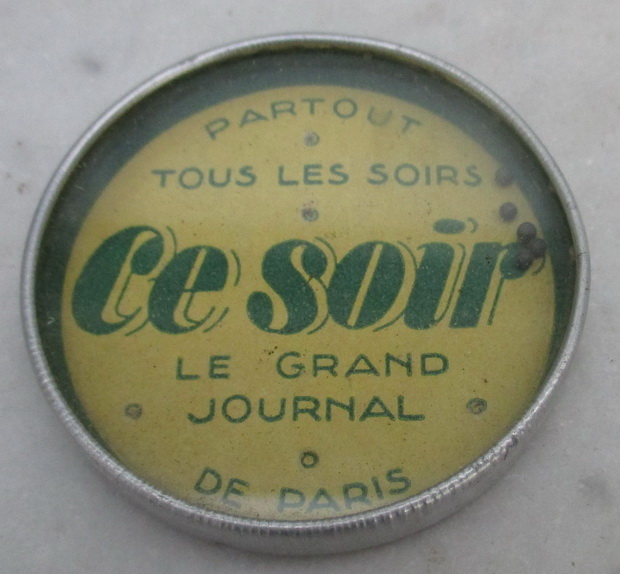 PARTOUT
TOUS LES SOIRS
Ce soir
LE GRAND
JOURNAL
DE PARIS